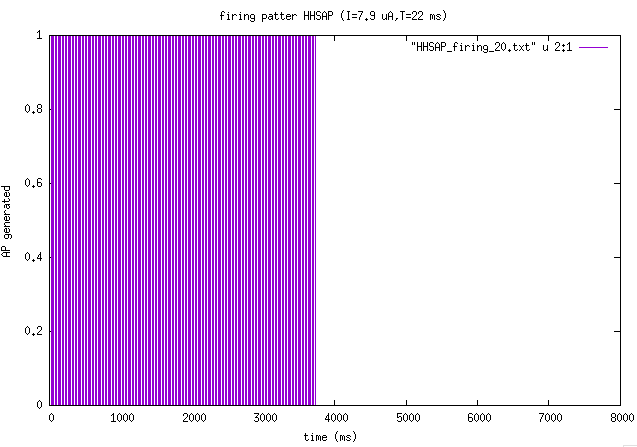 firing patter HHSAP (I=7.9 uA,T=22 ms)
"HHSAP_firing_20.txt" u 2:1
1
0.8
0.6
0.4
0.2
0
AP generated
0 1000 2000 3000 4000 5000 6000 7000 8000
time (ms)